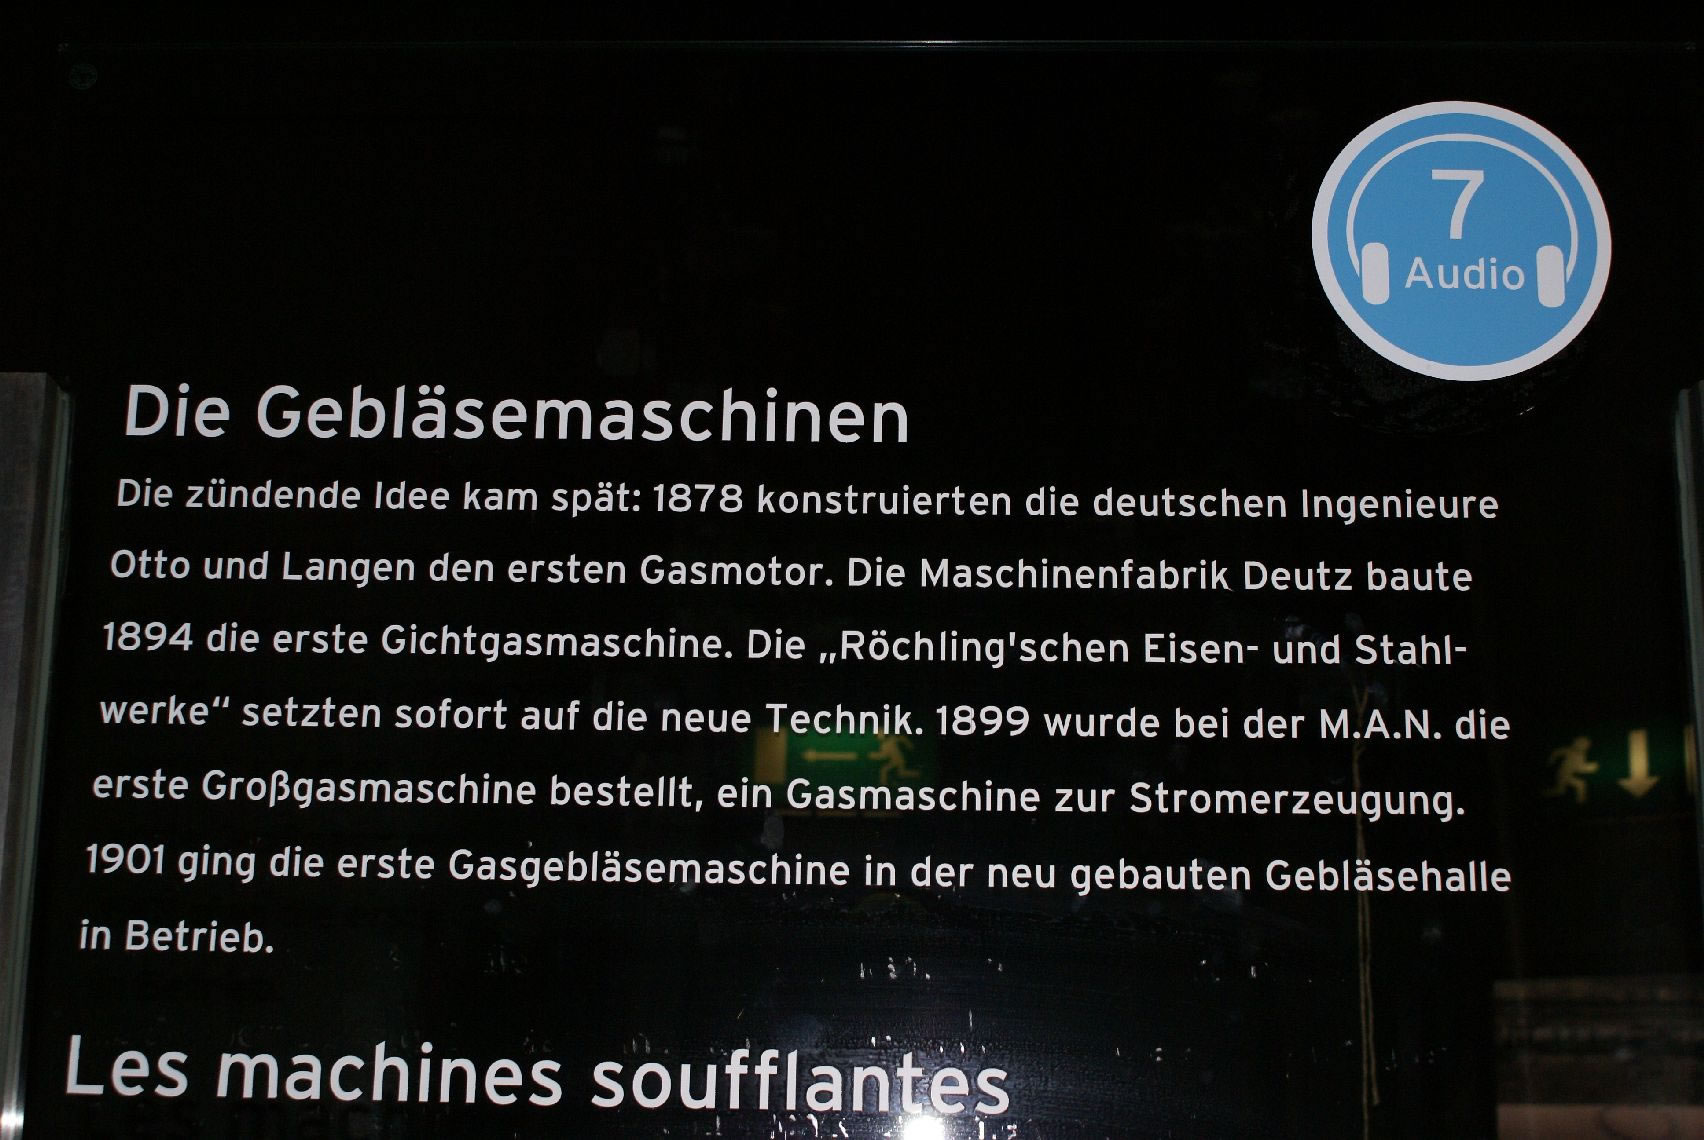 7
Audio
Die Gebläsemaschinen
Die zündende Idee kam spät: 1878 konstruierten die deutschen Ingenieure
Otto und Langen den ersten Gasmotor. Die Maschinenfabrik Deutz baute
1894 die erste Gichtgasmaschine. Die „Röchling'schen Eisen- und Stahl-
werke“ setzten sofort auf die neue Technik. 1899 wurde bei der M.A.N. die
erste Großgasmaschine bestellt, ein Gasmaschine zur Stromerzeugung.
1901 ging die erste Gasgebläsemaschine in der neu gebauten Gebläsehalle
in Betrieb.
Les machines soufflantes